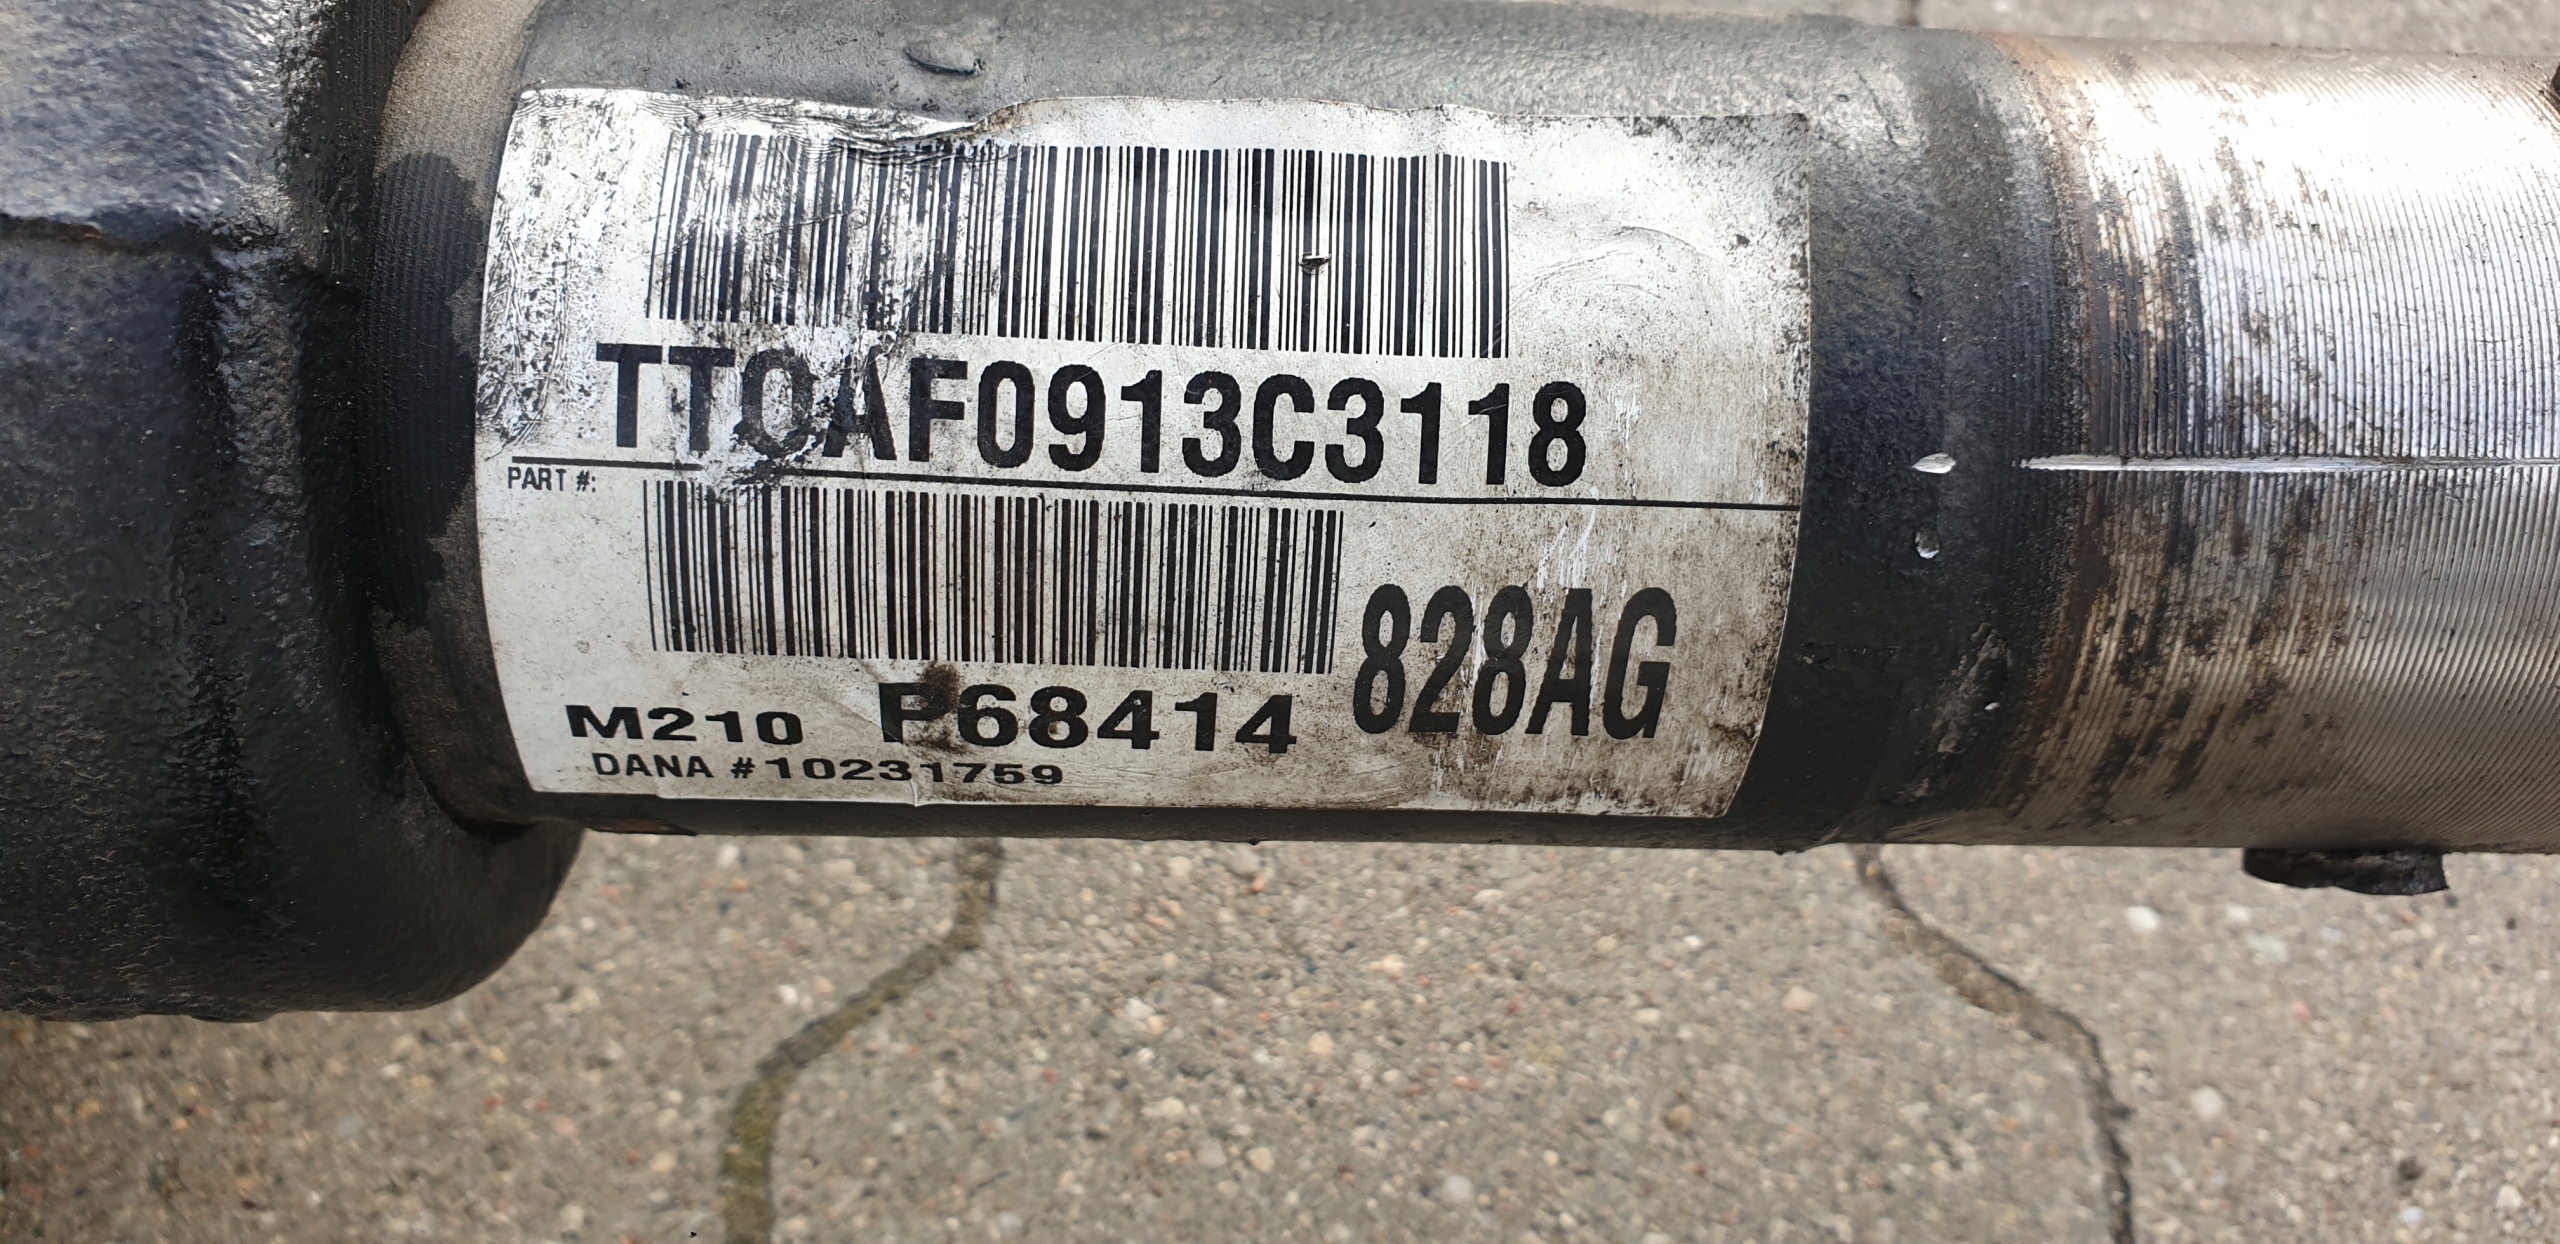 TTOAF0913C3118
PART #:
M210 P68414 828AG
DANA #10231759